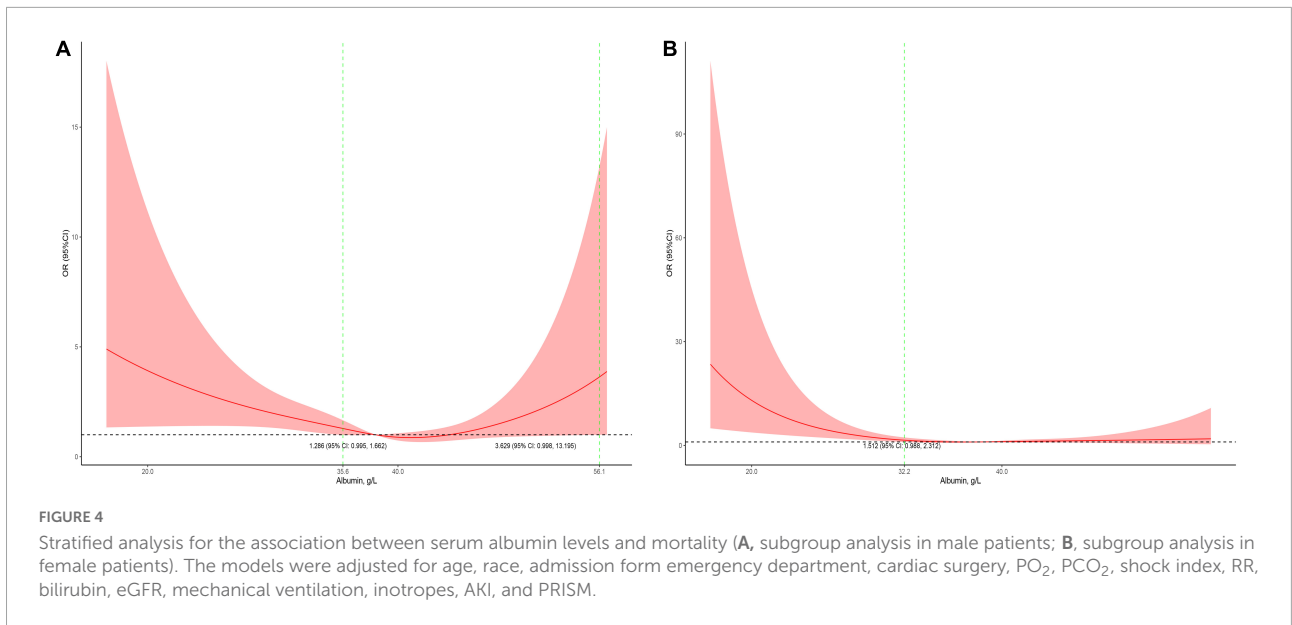 A
OR (95%CI)
15
10
5
0
1.286 (95% CI: 0.995, 1.662)
3.629 (95% CI: 0.998, 13.195)
20.0
35.6
40.0
56.1
Albumin, g/L
B
OR (95%CI)
90
60
30
0
1.512 (95% CI: 0.988, 2.312)
20.0
32.2
40.0
Albumin, g/L
FIGURE 4
Stratified analysis for the association between serum albumin levels and mortality (A, subgroup analysis in male patients; B, subgroup analysis in
female patients). The models were adjusted for age, race, admission form emergency department, cardiac surgery, PO2, PCO2, shock index, RR,
bilirubin, eGFR, mechanical ventilation, inotropes, AKI, and PRISM.